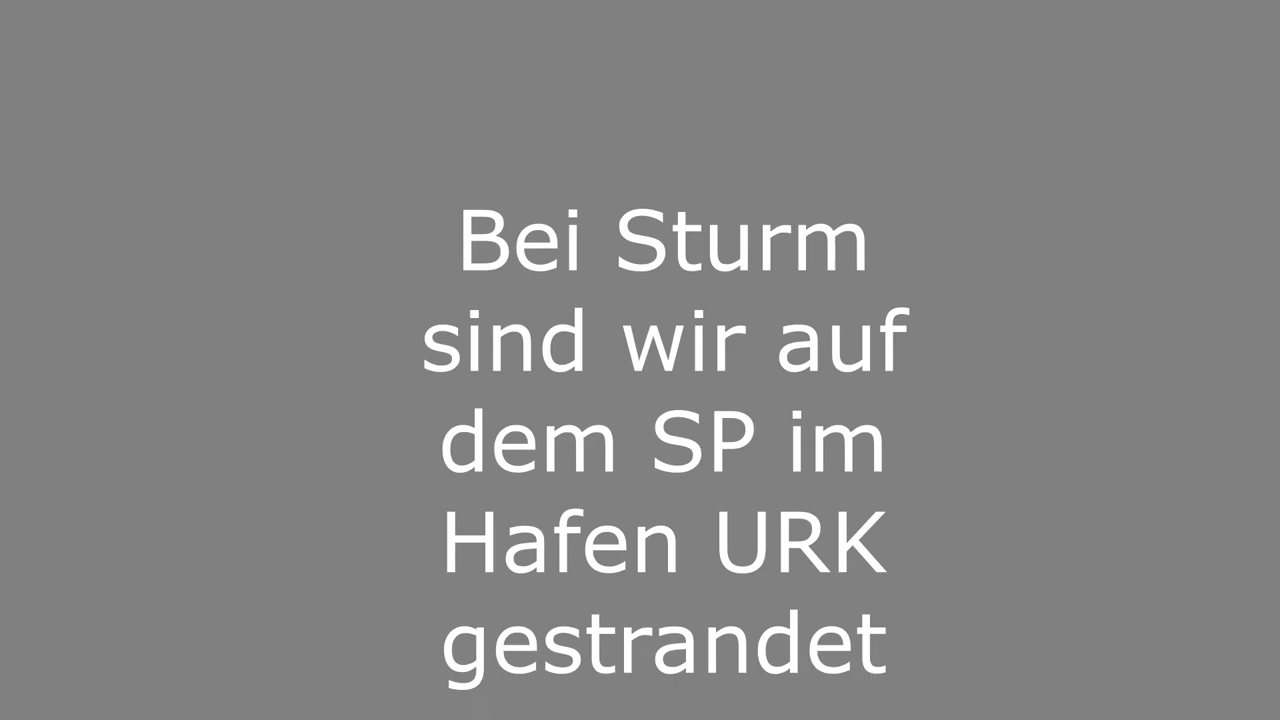 Bei Sturm
sind wir auf
dem SP im
Hafen URK
gestrandet